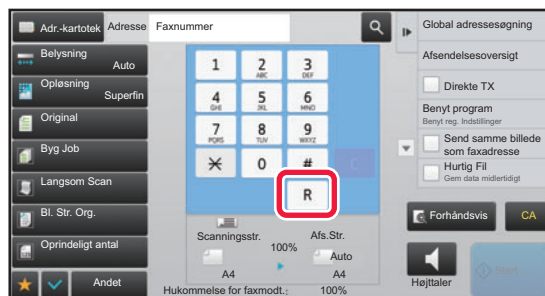 Adr.-kartotek
Adresse
Faxnummer
Belysning
Auto
Opløsning
Superfin
Original
Byg Job
Langsom Scan
Bl. Str. Org.
Oprindeligt antal
Andet
1
2
ABC
3
DEF
4
GHI
5
JKL
6
MNO
7
PQRS
8
TUV
9
WXYZ
0
#
C
R
Scanningsstr.
100%
Afs.Str.
Auto
A4
A4
Hukommelse for faxmodt.:
100%
Global adressesøgning
Afsendelsesoversigt
Direkte TX
Benyt program
Benyt reg. Indstillinger
Send samme billede
som faxadresse
Hurtig Fil
Gem data midlertidigt
Forhåndsvis
CA
Højttaler
Start